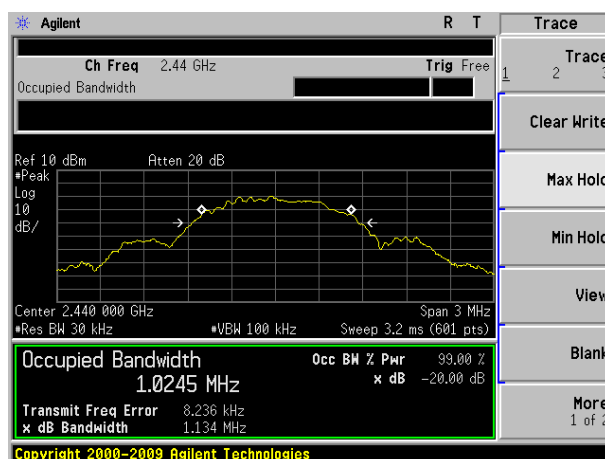 Agilent R T Trace
Ch Freq 2.44 GHz Trig Free
Occupied Bandwidth
Trace
1 2 3
Clear Write
Max Hold
Min Hold
View
Blank
More
1 of 2
Ref 10 dBm Atten 20 dB
#Peak
Log
10
dB/
Center 2.440 000 GHz Span 3 MHz
#Res BW 30 kHz #VBW 100 kHz Sweep 3.2 ms (601 pts)
Occupied Bandwidth Occ BW % Pwr 99.00 %
1.0245 MHz x dB -20.00 dB
Transmit Freq Error 8.236 kHz
x dB Bandwidth 1.134 MHz
Copyright 2000-2009 Agilent Technologies